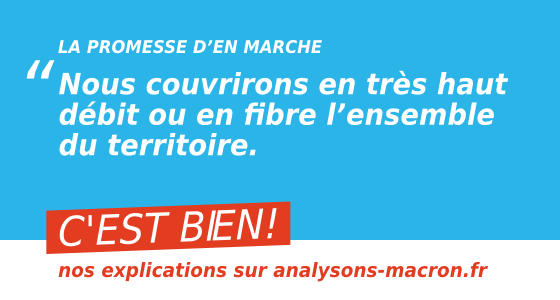 LA PROMESSE D’EN MARCHE
“ Nous couvrirons en très haut
débit ou en fibre l’ensemble
du territoire.
C'EST BIEN!
nos explications sur analysons-macron.fr